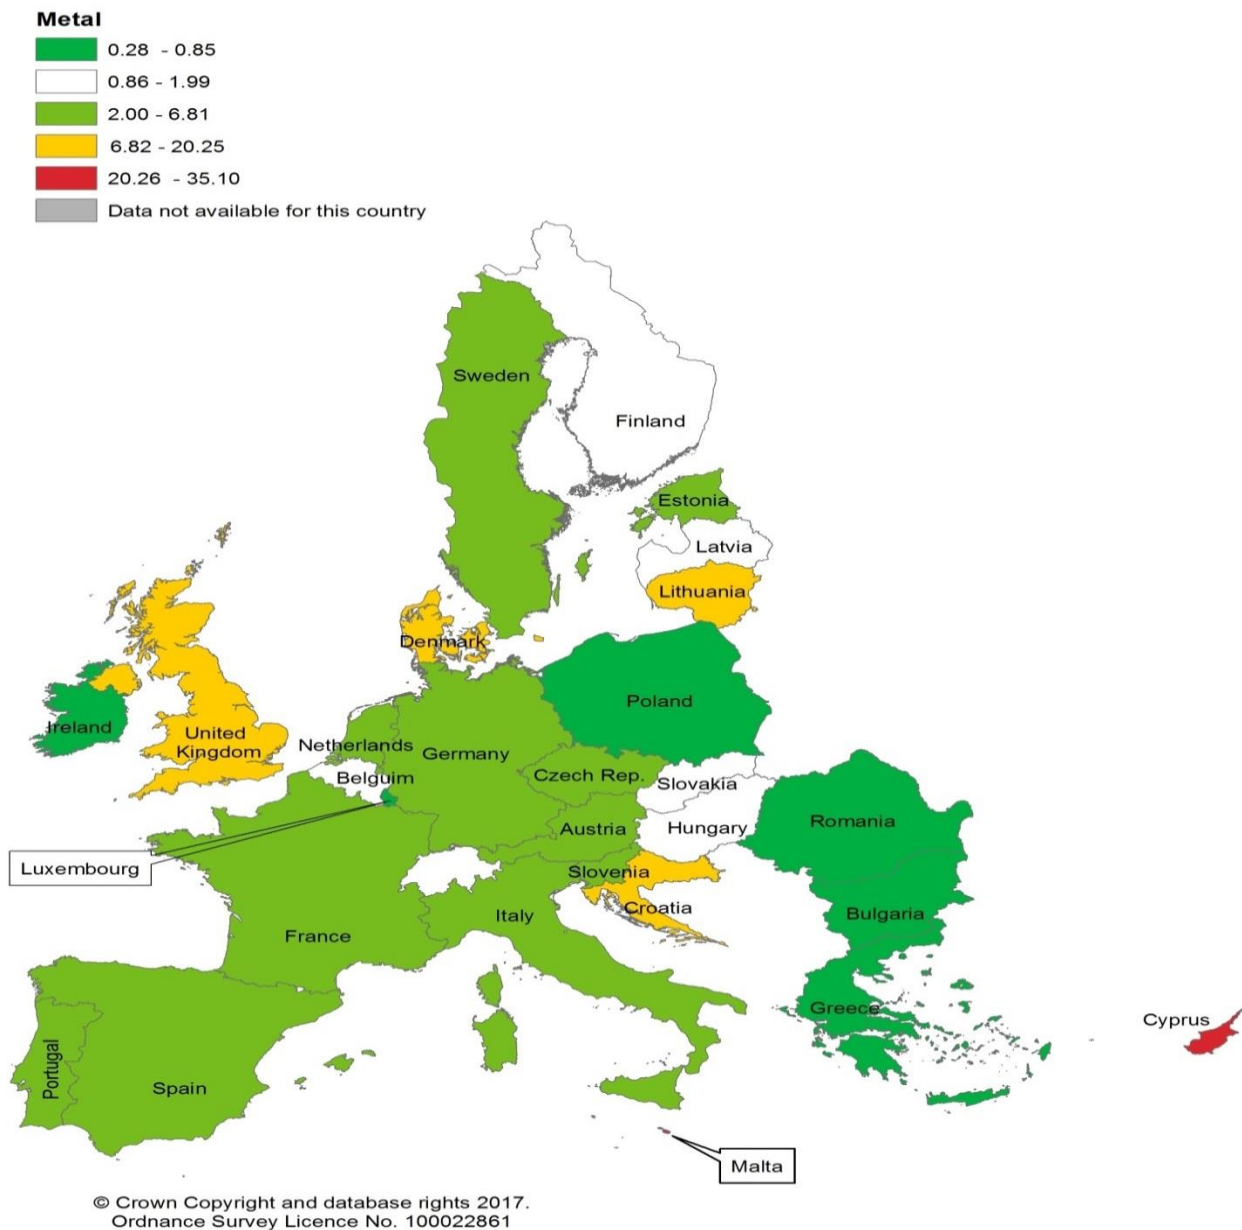 Metal
0.28 - 0.85
0.86 - 1.99
2.00 - 6.81
6.82 - 20.25
20.26 - 35.10
Data not available for this country
Sweden
Finland
Estonia
Latvia
Lithuania
Denmark
Ireland
United
Kingdom
Poland
Netherlands
Germany
Belguim
Czech Rep.
Slovakia
Austria
Hungary
Romania
Luxembourg
Slovenia
Croatia
Bulgaria
Italy
France
Greece
Cyprus
Portugal
Spain
Malta
© Crown Copyright and database rights 2017.
Ordnance Survey Licence No. 100022861